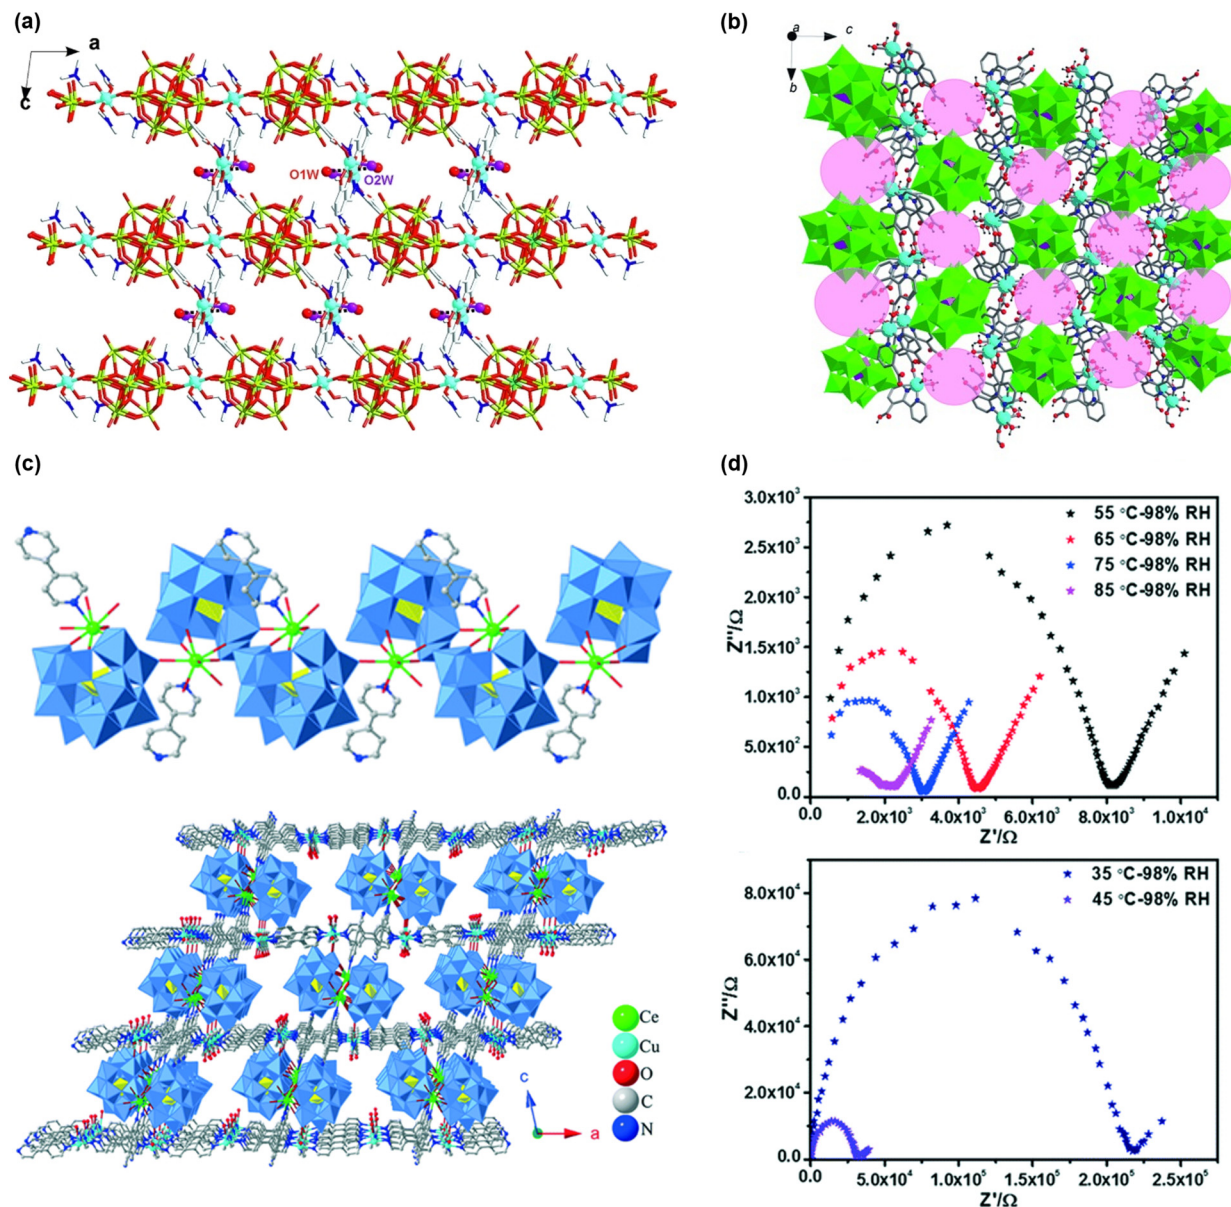 (a)
a
c
O1W
O2W
(b)
a
c
b
(c)
Ce
Cu
O
C
N
c
a
(d)
3.0x10³
2.5x10³
2.0x10³
1.5x10³
1.0x10³
5.0x10²
0.0
Z''/Ω
55 °C-98% RH
65 °C-98% RH
75 °C-98% RH
85 °C-98% RH
0.0 2.0x10³ 4.0x10³ 6.0x10³ 8.0x10³ 1.0x10⁴
Z'/Ω
8.0x10⁴
6.0x10⁴
4.0x10⁴
2.0x10⁴
0.0
Z''/Ω
35 °C-98% RH
45 °C-98% RH
0.0 5.0x10⁴ 1.0x10⁵ 1.5x10⁵ 2.0x10⁵ 2.5x10⁵
Z'/Ω